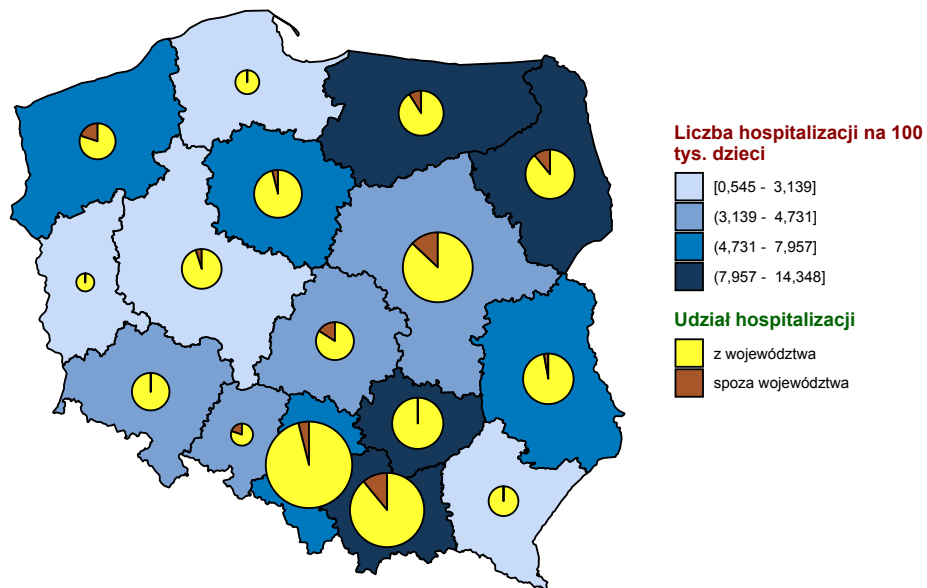 Liczba hospitalizacji na 100
tys. dzieci
[0,545 - 3,139]
(3,139 - 4,731]
(4,731 - 7,957]
(7,957 - 14,348]
Udział hospitalizacji
z województwa
spoza województwa